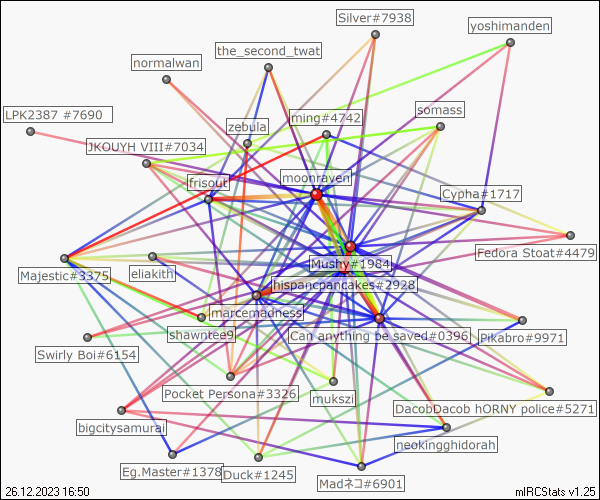 Silver#7938
yoshimanden
the_second_twat
normalwan
LPK2387 #7690
ming#4742
somass
zebula
JKOUYH VIII#7034
moonraven
frisout
Cypha#1717
Fedora Stoat#4479
Mushy#1984
Majestic#3375
eliakith
hispancpancakes#2928
marcemadness
shawntee9
Can anything be saved#0396
Pikabro#9971
Swirly Boi#6154
Pocket Persona#3326
mukszi
DacobDacob hORNY police#5271
bigcitysamurai
neokingghidorah
Eg.Master#1378
Duck#1245
Madネコ#6901
26.12.2023 16:50
mIRCStats v1.25